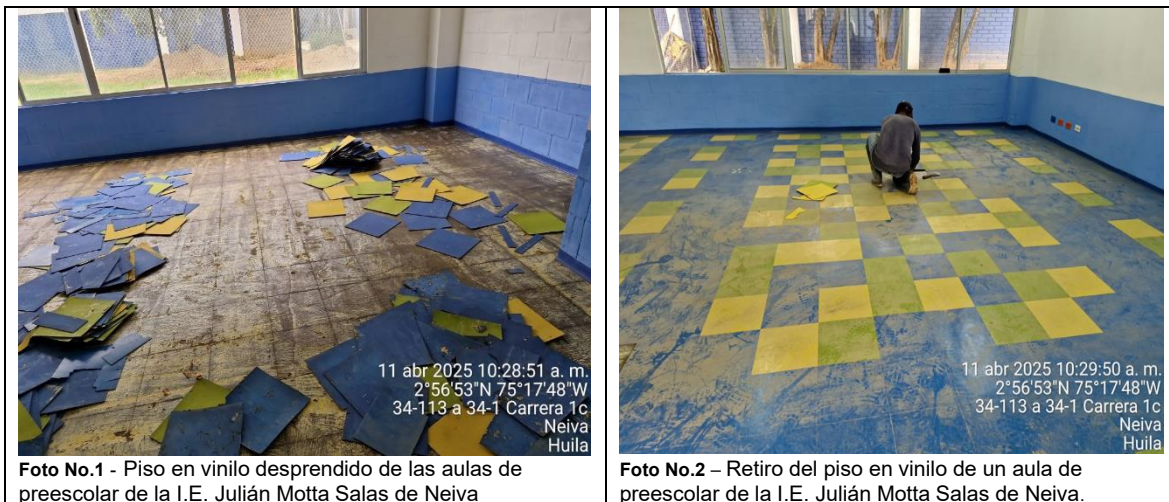 11 abr 2025 10:28:51 a. m.
2°56'53"N 75°17'48"W
34-113 a 34-1 Carrera 1c
Neiva
Huila
Foto No.1 - Piso en vinilo desprendido de las aulas de
preescolar de la I.E. Julián Motta Salas de Neiva
11 abr 2025 10:29:50 a. m.
2°56'53"N 75°17'48"W
34-113 a 34-1 Carrera 1c
Neiva
Huila
Foto No.2 – Retiro del piso en vinilo de un aula de
preescolar de la I.E. Julián Motta Salas de Neiva.